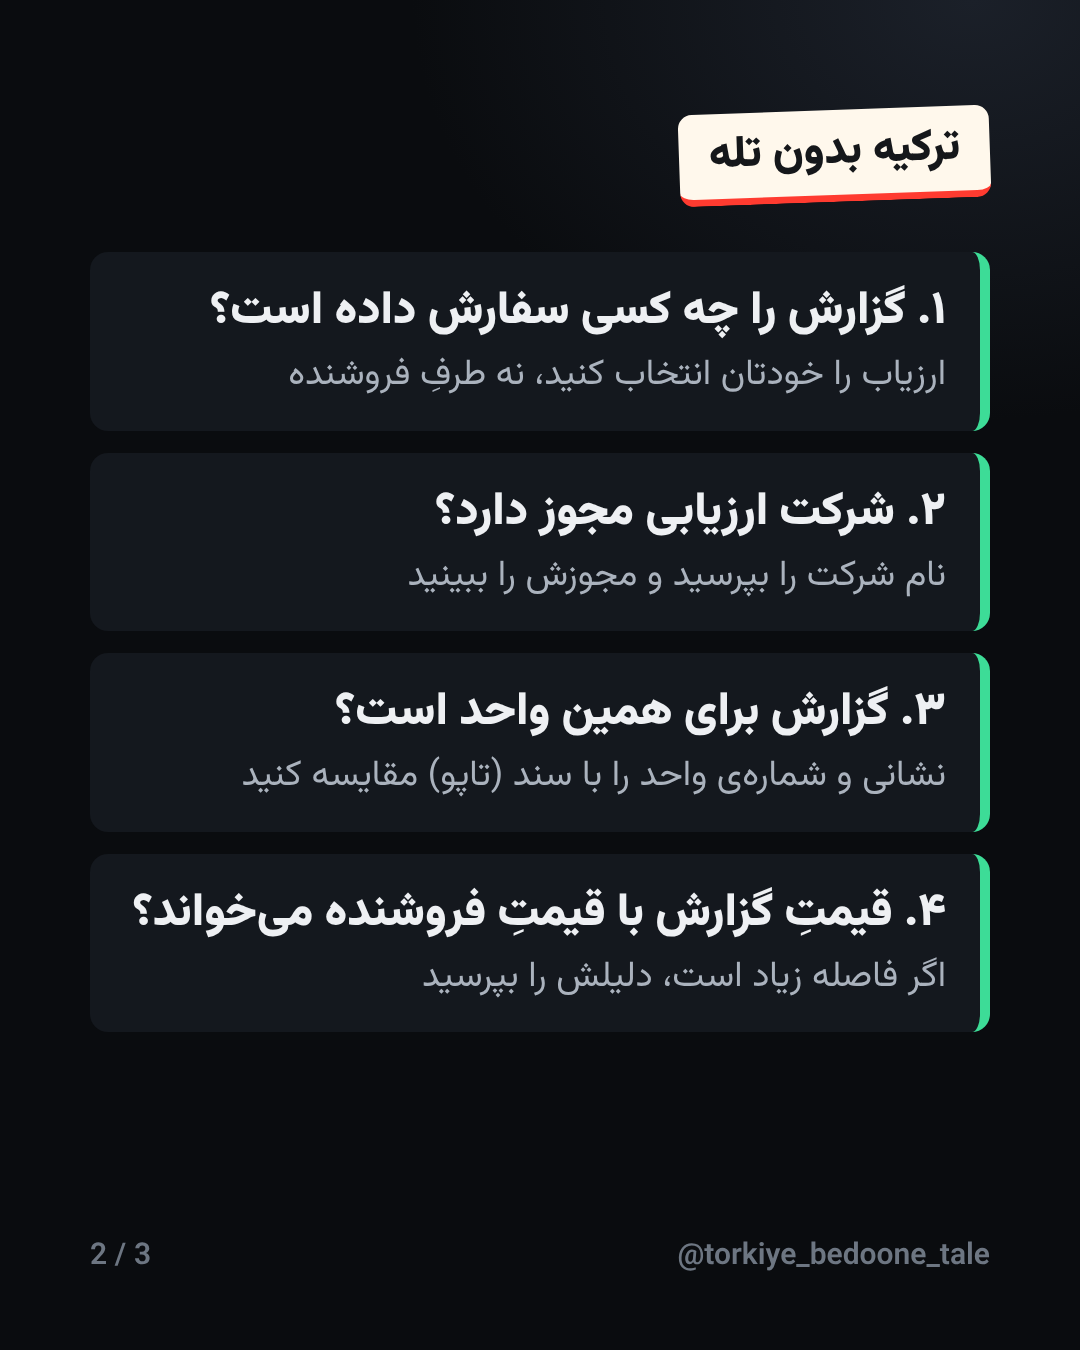 ترکیه بدون تله
۱. گزارش را چه کسی سفارش داده است؟
ارزیاب را خودتان انتخاب کنید، نه طرفِ فروشنده
۲. شرکت ارزیابی مجوز دارد؟
نام شرکت را بپرسید و مجوزش را ببینید
۳. گزارش برای همین واحد است؟
نشانی و شماره‌ی واحد را با سند (تاپو) مقایسه کنید
۴. قیمتِ گزارش با قیمتِ فروشنده می‌خواند؟
اگر فاصله زیاد است، دلیلش را بپرسید
2 / 3
@torkiye_bedoone_tale